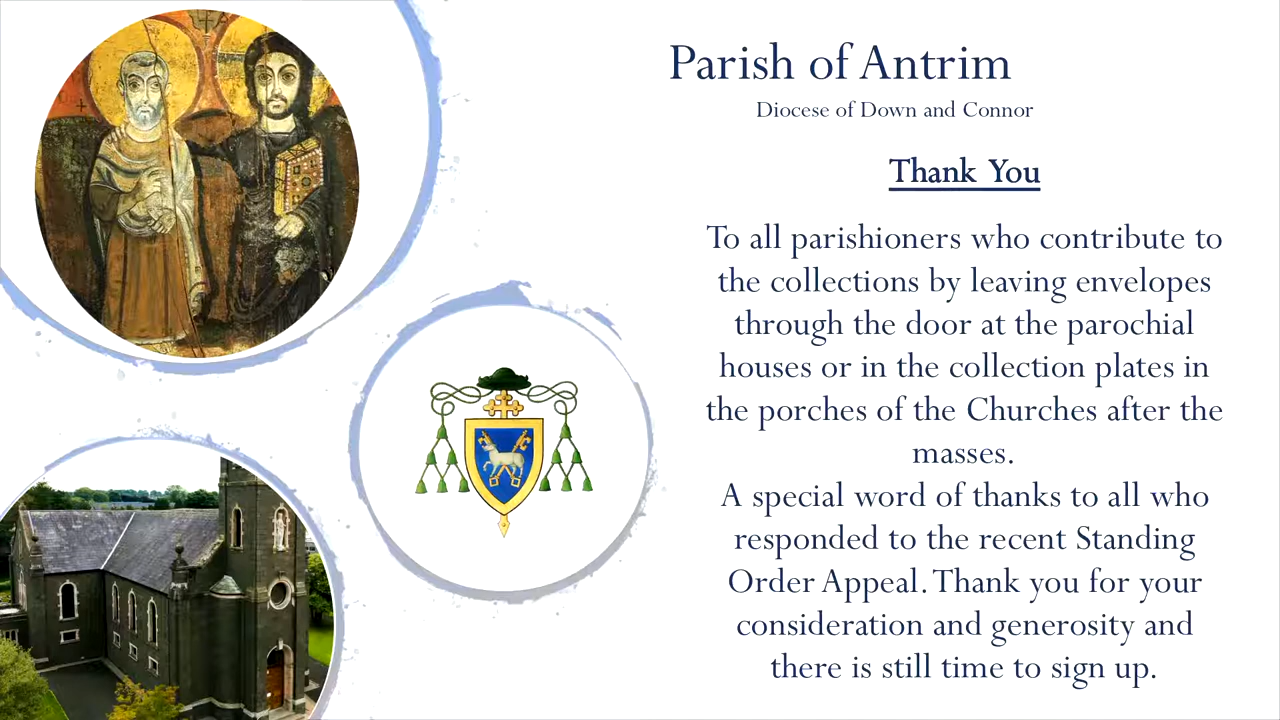 Parish of Antrim
Diocese of Down and Connor
Thank You
To all parishioners who contribute to
the collections by leaving envelopes
through the door at the parochial
houses or in the collection plates in
the porches of the Churches after the
masses.
A special word of thanks to all who
responded to the recent Standing
Order Appeal. Thank you for your
consideration and generosity and
there is still time to sign up.